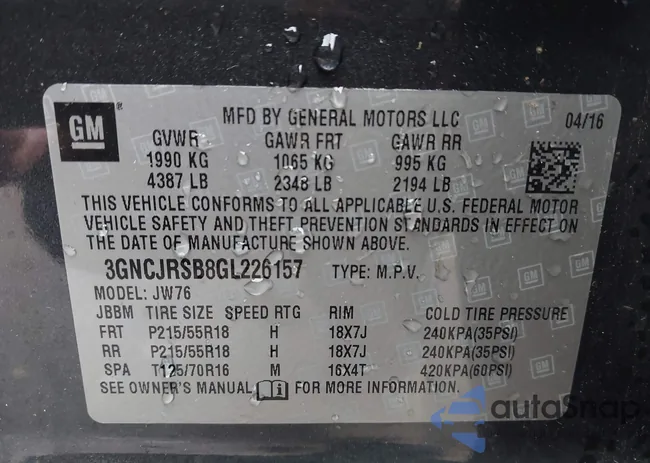 GM
MFD BY GENERAL MOTORS LLC 04/16
GVWR GAWR FRT GAWR RR
1990 KG 1065 KG 995 KG
4387 LB 2348 LB 2194 LB
THIS VEHICLE CONFORMS TO ALL APPLICABLE U.S. FEDERAL MOTOR
VEHICLE SAFETY AND THEFT PREVENTION STANDARDS IN EFFECT ON
THE DATE OF MANUFACTURE SHOWN ABOVE.
3GNCJRSB8GL226157 TYPE: M.P.V.
MODEL: JW76
JBBM TIRE SIZE SPEED RTG RIM COLD TIRE PRESSURE
FRT P215/55R18 H 18X7J 240KPA(35PSI)
RR P215/55R18 H 18X7J 240KPA(35PSI)
SPA T125/70R16 M 16X4T 420KPA(60PSI)
SEE OWNER'S MANUAL FOR MORE INFORMATION.
autoSnap